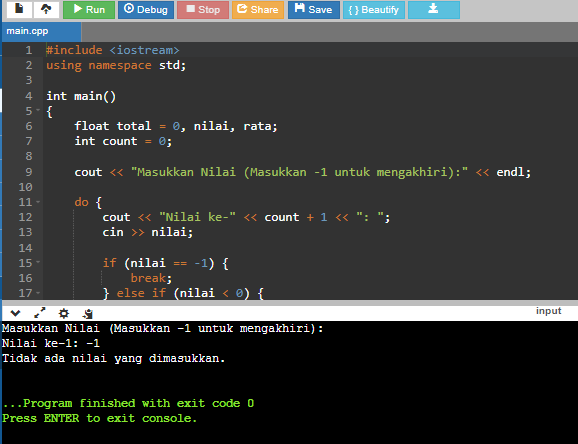 Run Debug Stop Share Save { } Beautify
main.cpp
1 #include <iostream>
2 using namespace std;
3
4 int main()
5 {
6 float total = 0, nilai, rata;
7 int count = 0;
8
9 cout << "Masukkan Nilai (Masukkan -1 untuk mengakhiri):" << endl;
10
11 do {
12 cout << "Nilai ke-" << count + 1 << ": ";
13 cin >> nilai;
14
15 if (nilai == -1) {
16 break;
17 } else if (nilai < 0) {
input
Masukkan Nilai (Masukkan -1 untuk mengakhiri):
Nilai ke-1: -1
Tidak ada nilai yang dimasukkan.
...Program finished with exit code 0
Press ENTER to exit console.